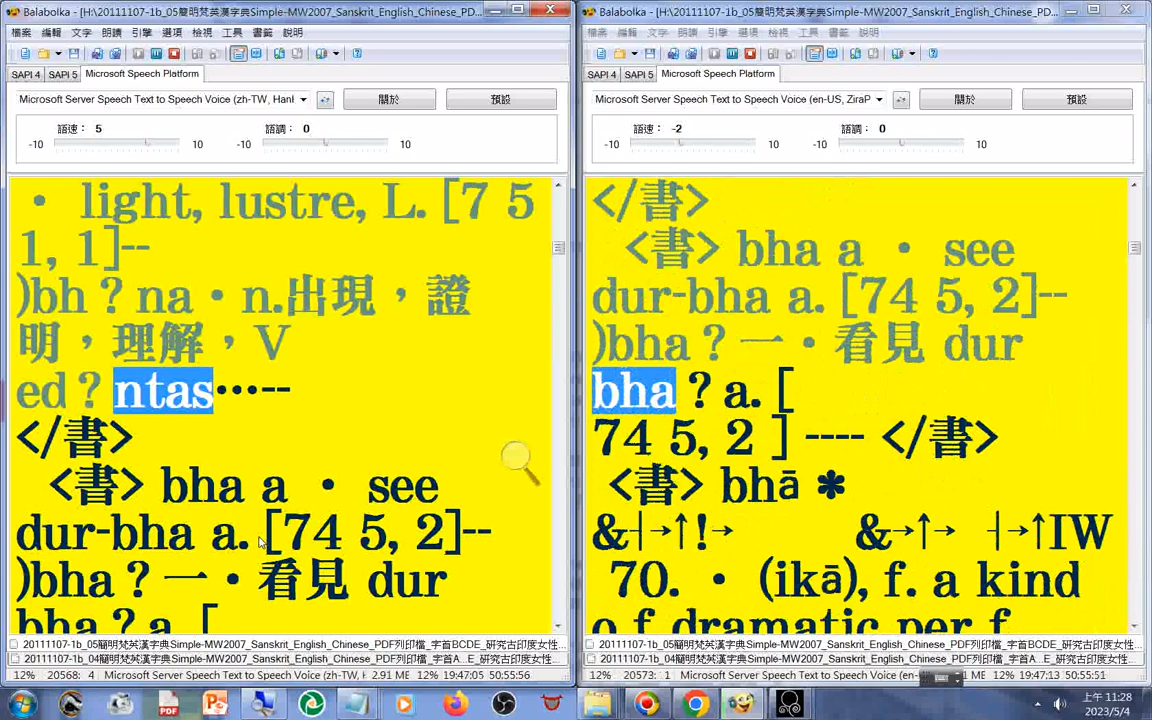 Balabolka - [H:\20111107-1b_05簡明梵英漢字典Simple-MW2007_Sanskrit_English_Chinese_PD...
檔案 編輯 文字 朗讀 引擎 選項 檢視 工具 書籤 說明
SAPI 4 SAPI 5 Microsoft Speech Platform
Microsoft Server Speech Text to Speech Voice (zh-TW, Hanl 關於 預設
語速： 5 語調： 0
-10 10 -10 10
• light, lustre, L. [7 5
1, 1]--
)bh？na•n.出現，證
明，理解，V
ed？ntas…--
</書>
<書> bha a • see
dur-bha a. [74 5, 2]--
)bha？一•看見 dur
bha？a. [
20111107-1b_05簡明梵英漢字典Simple-MW2007_Sanskrit_English_Chinese_PDF列印檔_字首BCDE_研究古印度女性...
20111107-1b_04簡明梵英漢字典Simple-MW2007_Sanskrit_English_Chinese_PDF列印檔_字首A...E_研究古印度女性...
12% 20568: 4 Microsoft Server Speech Text to Speech Voice (zh-TW, 2.91 MB 12% 19:47:05 50:55:56
Balabolka - [H:\20111107-1b_05簡明梵英漢字典Simple-MW2007_Sanskrit_English_Chinese_PD...
檔案 編輯 文字 朗讀 引擎 選項 檢視 工具 書籤 說明
SAPI 4 SAPI 5 Microsoft Speech Platform
Microsoft Server Speech Text to Speech Voice (en-US, ZiraP 關於 預設
語速： -2 語調： 0
-10 10 -10 10
</書>
<書> bha a • see
dur-bha a. [74 5, 2]--
)bha？一•看見 dur
bha？a. [
74 5, 2 ] ---- </書>
<書> bhā ✽
&┤→↑!→ &→↑→ ┤→↑IW
70. • (ikā), f. a kind
o f dramatic per f
20111107-1b_05簡明梵英漢字典Simple-MW2007_Sanskrit_English_Chinese_PDF列印檔_字首BCDE_研究古印度女性...
20111107-1b_04簡明梵英漢字典Simple-MW2007_Sanskrit_English_Chinese_PDF列印檔_字首A...E_研究古印度女性...
12% 20573: 1 Microsoft Server Speech Text to Speech Voice (en-U MB 12% 19:47:13 50:55:51
PDF
上午 11:28
2023/5/4